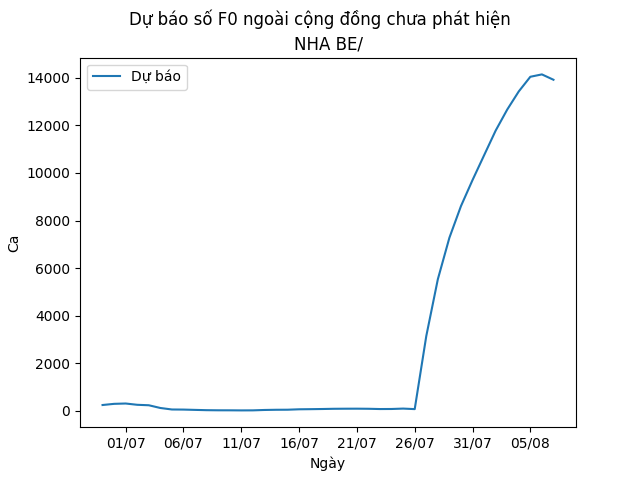 Dự báo số F0 ngoài cộng đồng chưa phát hiện
NHA BE/
Dự báo
14000
12000
10000
8000
6000
4000
2000
0
Ca
01/07 06/07 11/07 16/07 21/07 26/07 31/07 05/08
Ngày